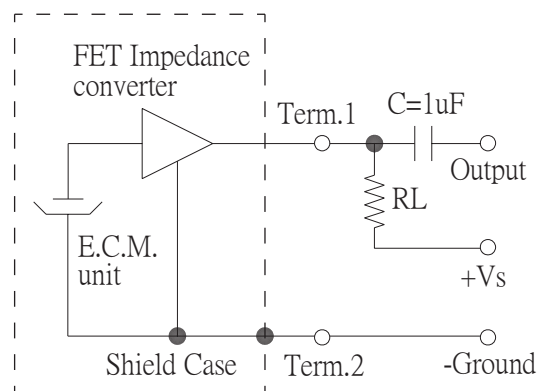 FET Impedance
converter
Term.1
C=1uF
Output
RL
E.C.M.
unit
+Vs
Shield Case
Term.2
-Ground